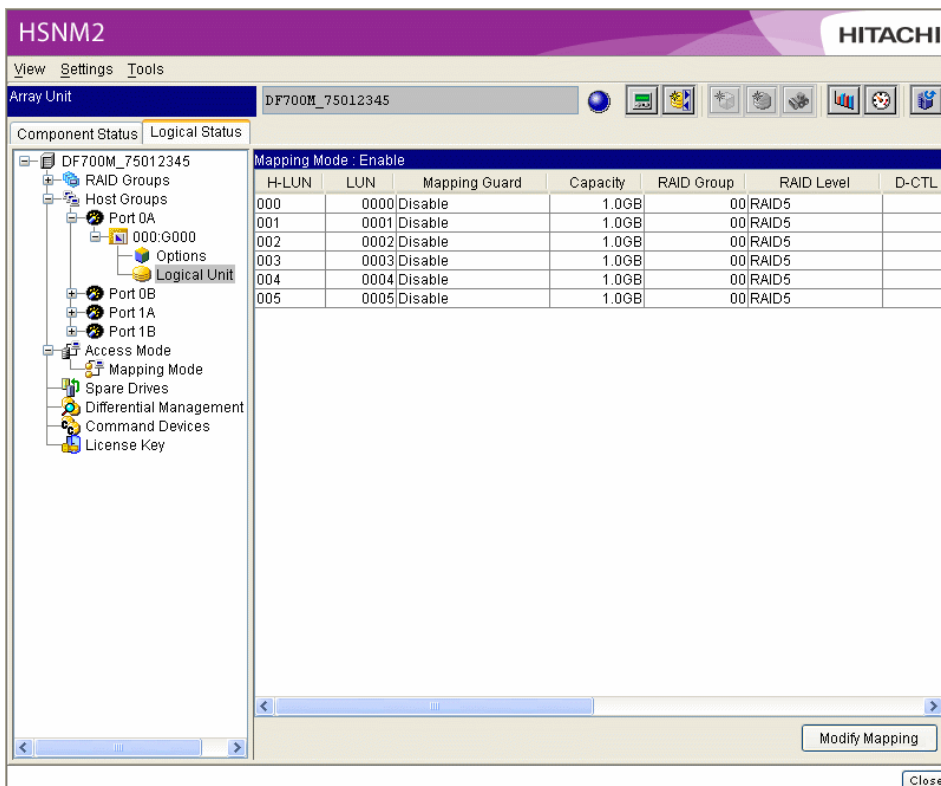 HSNM2
HITACHI
View Settings Tools
Array Unit
DF700M_75012345
Component Status Logical Status
DF700M_75012345
RAID Groups
Host Groups
Port 0A
000:G000
Options
Logical Unit
Port 0B
Port 1A
Port 1B
Access Mode
Mapping Mode
Spare Drives
Differential Management
Command Devices
License Key
Mapping Mode : Enable
H-LUN LUN Mapping Guard Capacity RAID Group RAID Level D-CTL
000 0000 Disable 1.0GB 00 RAID5
001 0001 Disable 1.0GB 00 RAID5
002 0002 Disable 1.0GB 00 RAID5
003 0003 Disable 1.0GB 00 RAID5
004 0004 Disable 1.0GB 00 RAID5
005 0005 Disable 1.0GB 00 RAID5
Modify Mapping
Close